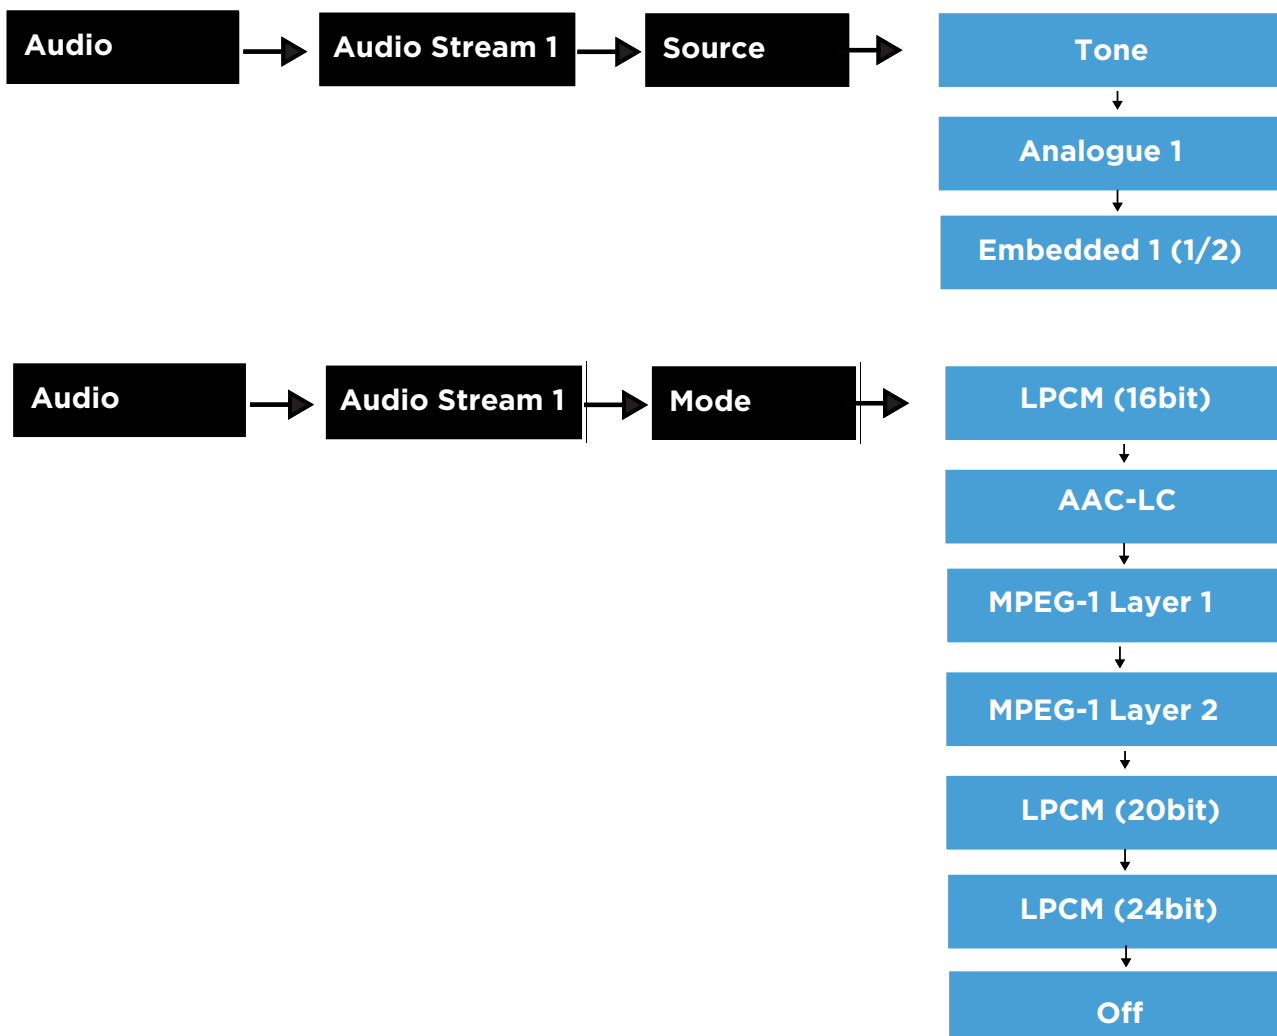 Audio
Audio Stream 1
Source
Tone
Analogue 1
Embedded 1 (1/2)
Audio
Audio Stream 1
Mode
LPCM (16bit)
AAC-LC
MPEG-1 Layer 1
MPEG-1 Layer 2
LPCM (20bit)
LPCM (24bit)
Off